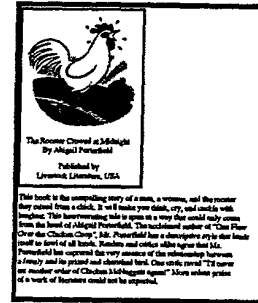 The Rooster Crowed at Midnight
By Abigail Porterfield
Published by
Livestock Literature, USA
This book is the compelling story of a man, a woman, and the rooster
they raised from a chick. It will make you think, cry, and cackle with
laughter. This heartwarming tale is spun in a way that could only come
from the hand of Abigail Porterfield. The acclaimed author of "One Flew
Over the Chicken Coop", Ms. Porterfield has a descriptive style that lends
itself to fowl of all kinds. Readers and critics alike agree that Ms.
Porterfield has captured the very essence of the relationship between
a family and its prized and cherished bird. One critic raved "I'll never
eat another order of Chicken McNuggets again!" More ardent praise
of a work of literature could not be expected.